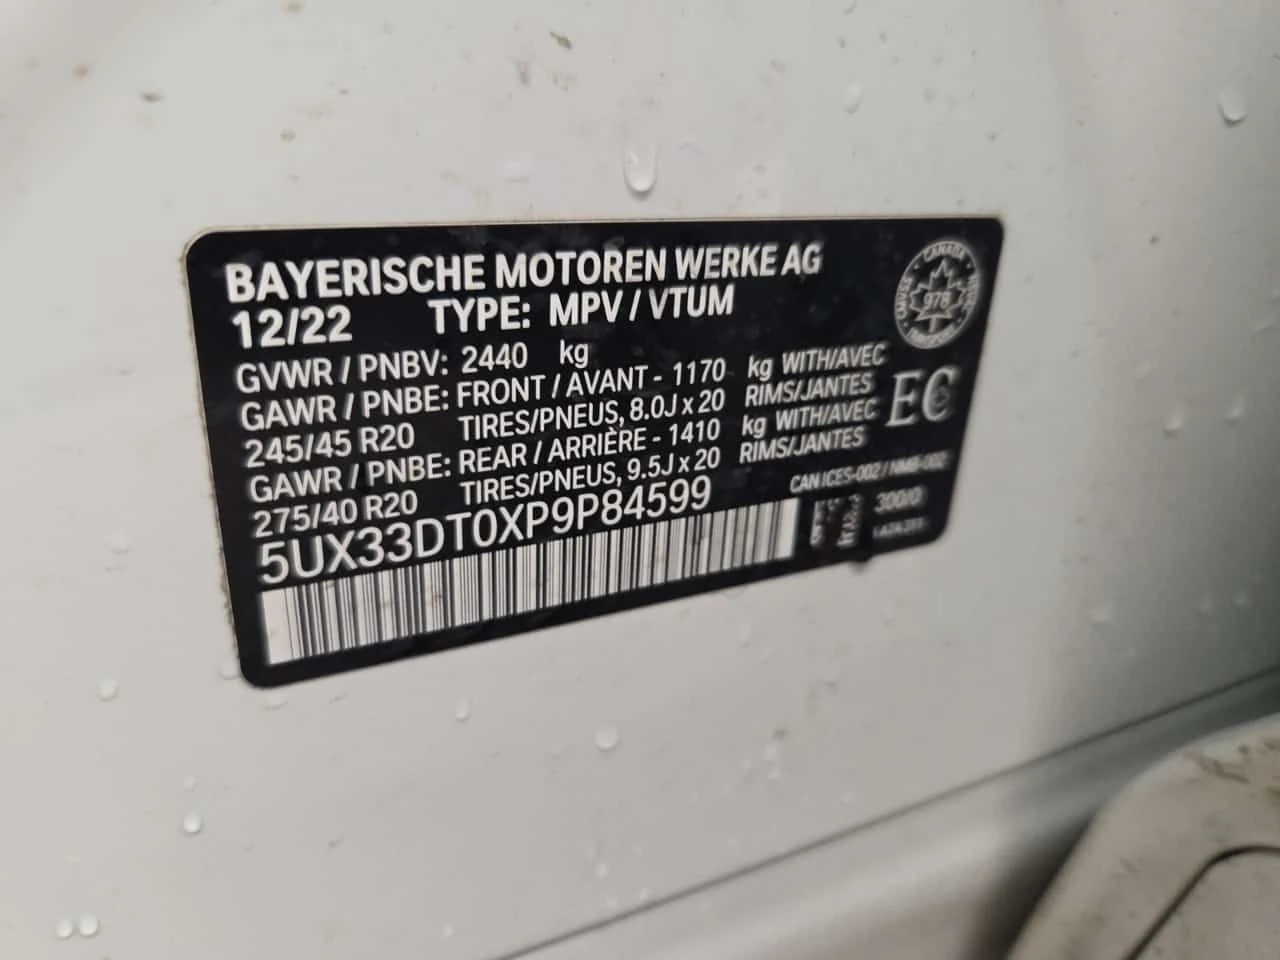 BAYERISCHE MOTOREN WERKE AG
12/22 TYPE: MPV / VTUM
GVWR / PNBV: 2440 kg
GAWR / PNBE: FRONT / AVANT - 1170 kg WITH/AVEC
245/45 R20 TIRES/PNEUS, 8.0J x 20 RIMS/JANTES
GAWR / PNBE: REAR / ARRIÈRE - 1410 kg WITH/AVEC
275/40 R20 TIRES/PNEUS, 9.5J x 20 RIMS/JANTES
5UX33DT0XP9P84599
CANADA
978
EC
CAN ICES-002 / NMB-002
300/0